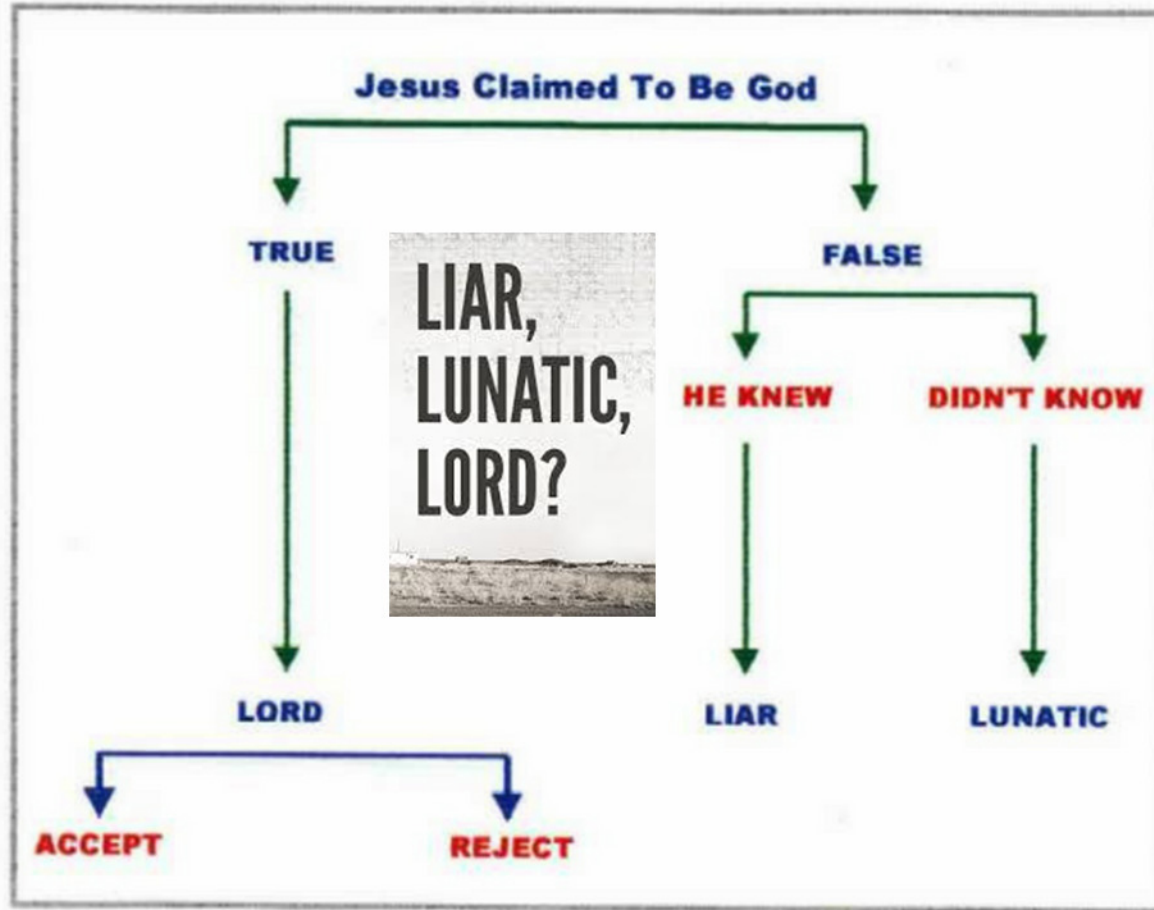 Jesus Claimed To Be God
TRUE
FALSE
LIAR,
LUNATIC,
LORD?
HE KNEW
DIDN'T KNOW
LORD
LIAR
LUNATIC
ACCEPT
REJECT